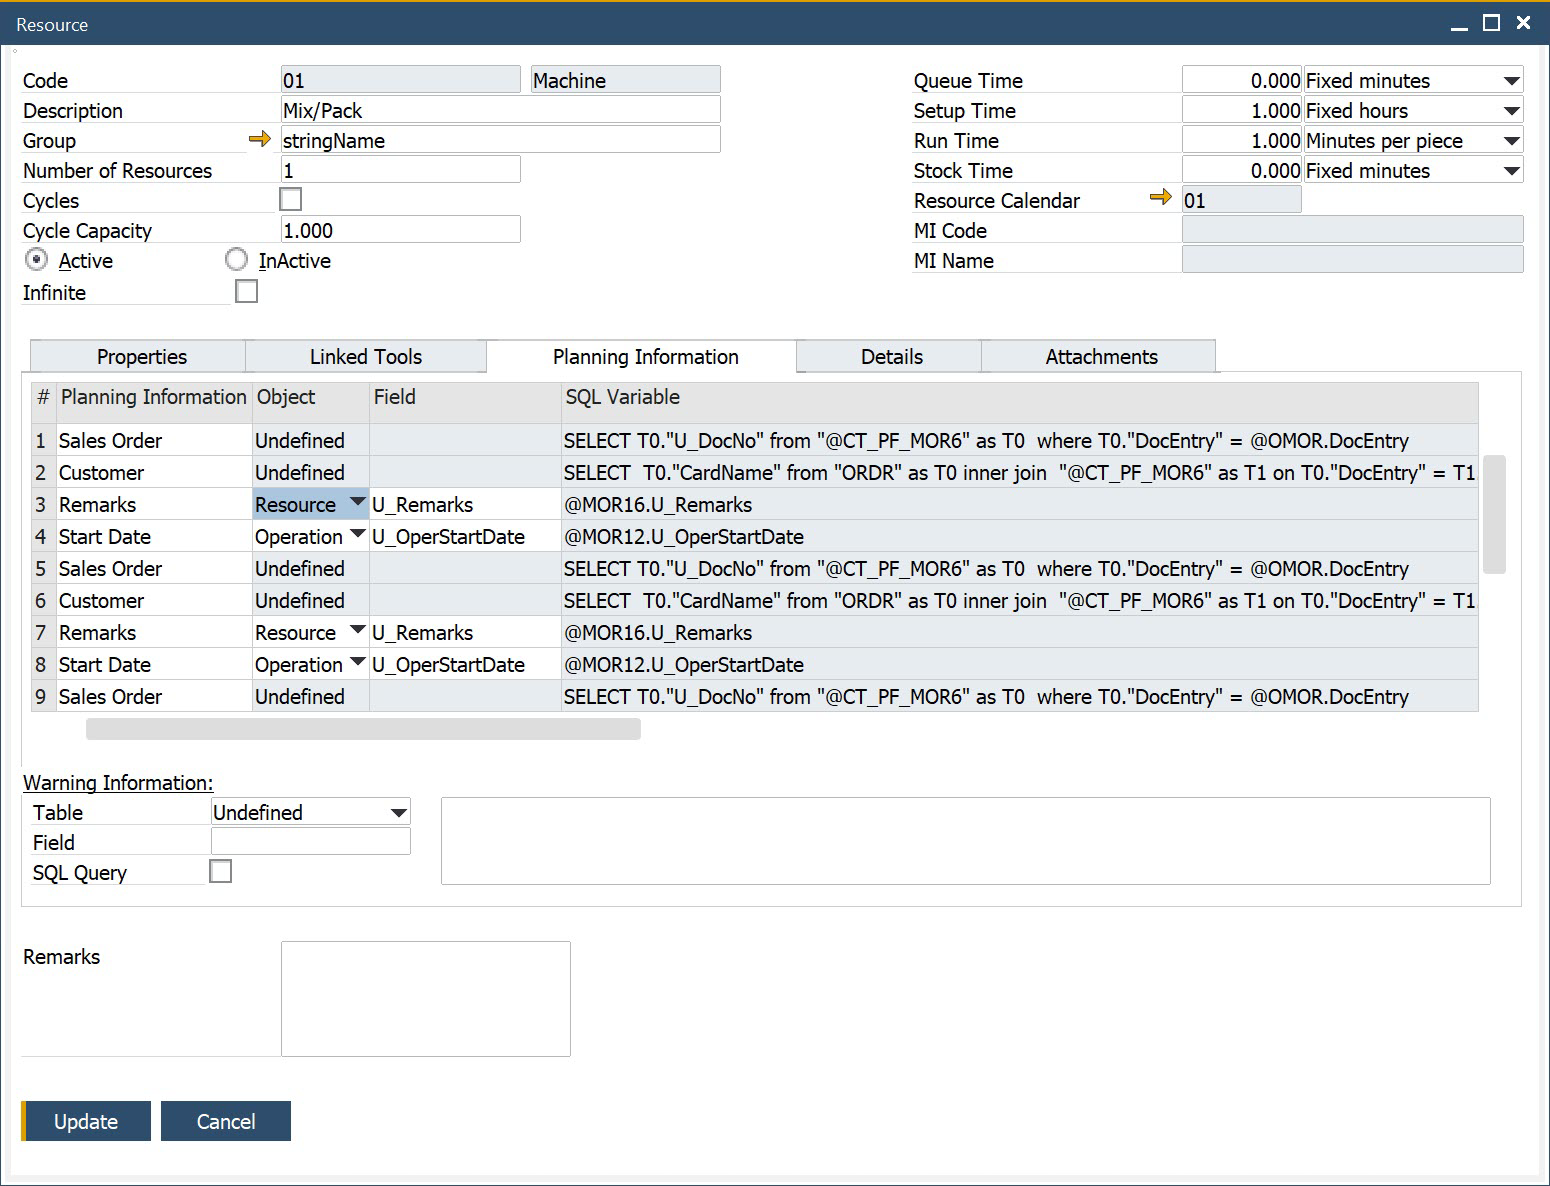 Resource
Code 01 Machine
Description Mix/Pack
Group stringName
Number of Resources 1
Cycles
Cycle Capacity 1.000
Active InActive
Infinite
Queue Time 0.000 Fixed minutes
Setup Time 1.000 Fixed hours
Run Time 1.000 Minutes per piece
Stock Time 0.000 Fixed minutes
Resource Calendar 01
MI Code
MI Name
Properties Linked Tools Planning Information Details Attachments
# Planning Information Object Field SQL Variable
1 Sales Order Undefined SELECT T0."U_DocNo" from "@CT_PF_MOR6" as T0  where T0."DocEntry" = @OMOR.DocEntry
2 Customer Undefined SELECT  T0."CardName" from "ORDR" as T0 inner join  "@CT_PF_MOR6" as T1 on T0."DocEntry" = T1.
3 Remarks Resource U_Remarks @MOR16.U_Remarks
4 Start Date Operation U_OperStartDate @MOR12.U_OperStartDate
5 Sales Order Undefined SELECT T0."U_DocNo" from "@CT_PF_MOR6" as T0  where T0."DocEntry" = @OMOR.DocEntry
6 Customer Undefined SELECT  T0."CardName" from "ORDR" as T0 inner join  "@CT_PF_MOR6" as T1 on T0."DocEntry" = T1.
7 Remarks Resource U_Remarks @MOR16.U_Remarks
8 Start Date Operation U_OperStartDate @MOR12.U_OperStartDate
9 Sales Order Undefined SELECT T0."U_DocNo" from "@CT_PF_MOR6" as T0  where T0."DocEntry" = @OMOR.DocEntry
Warning Information:
Table Undefined
Field
SQL Query
Remarks
Update Cancel